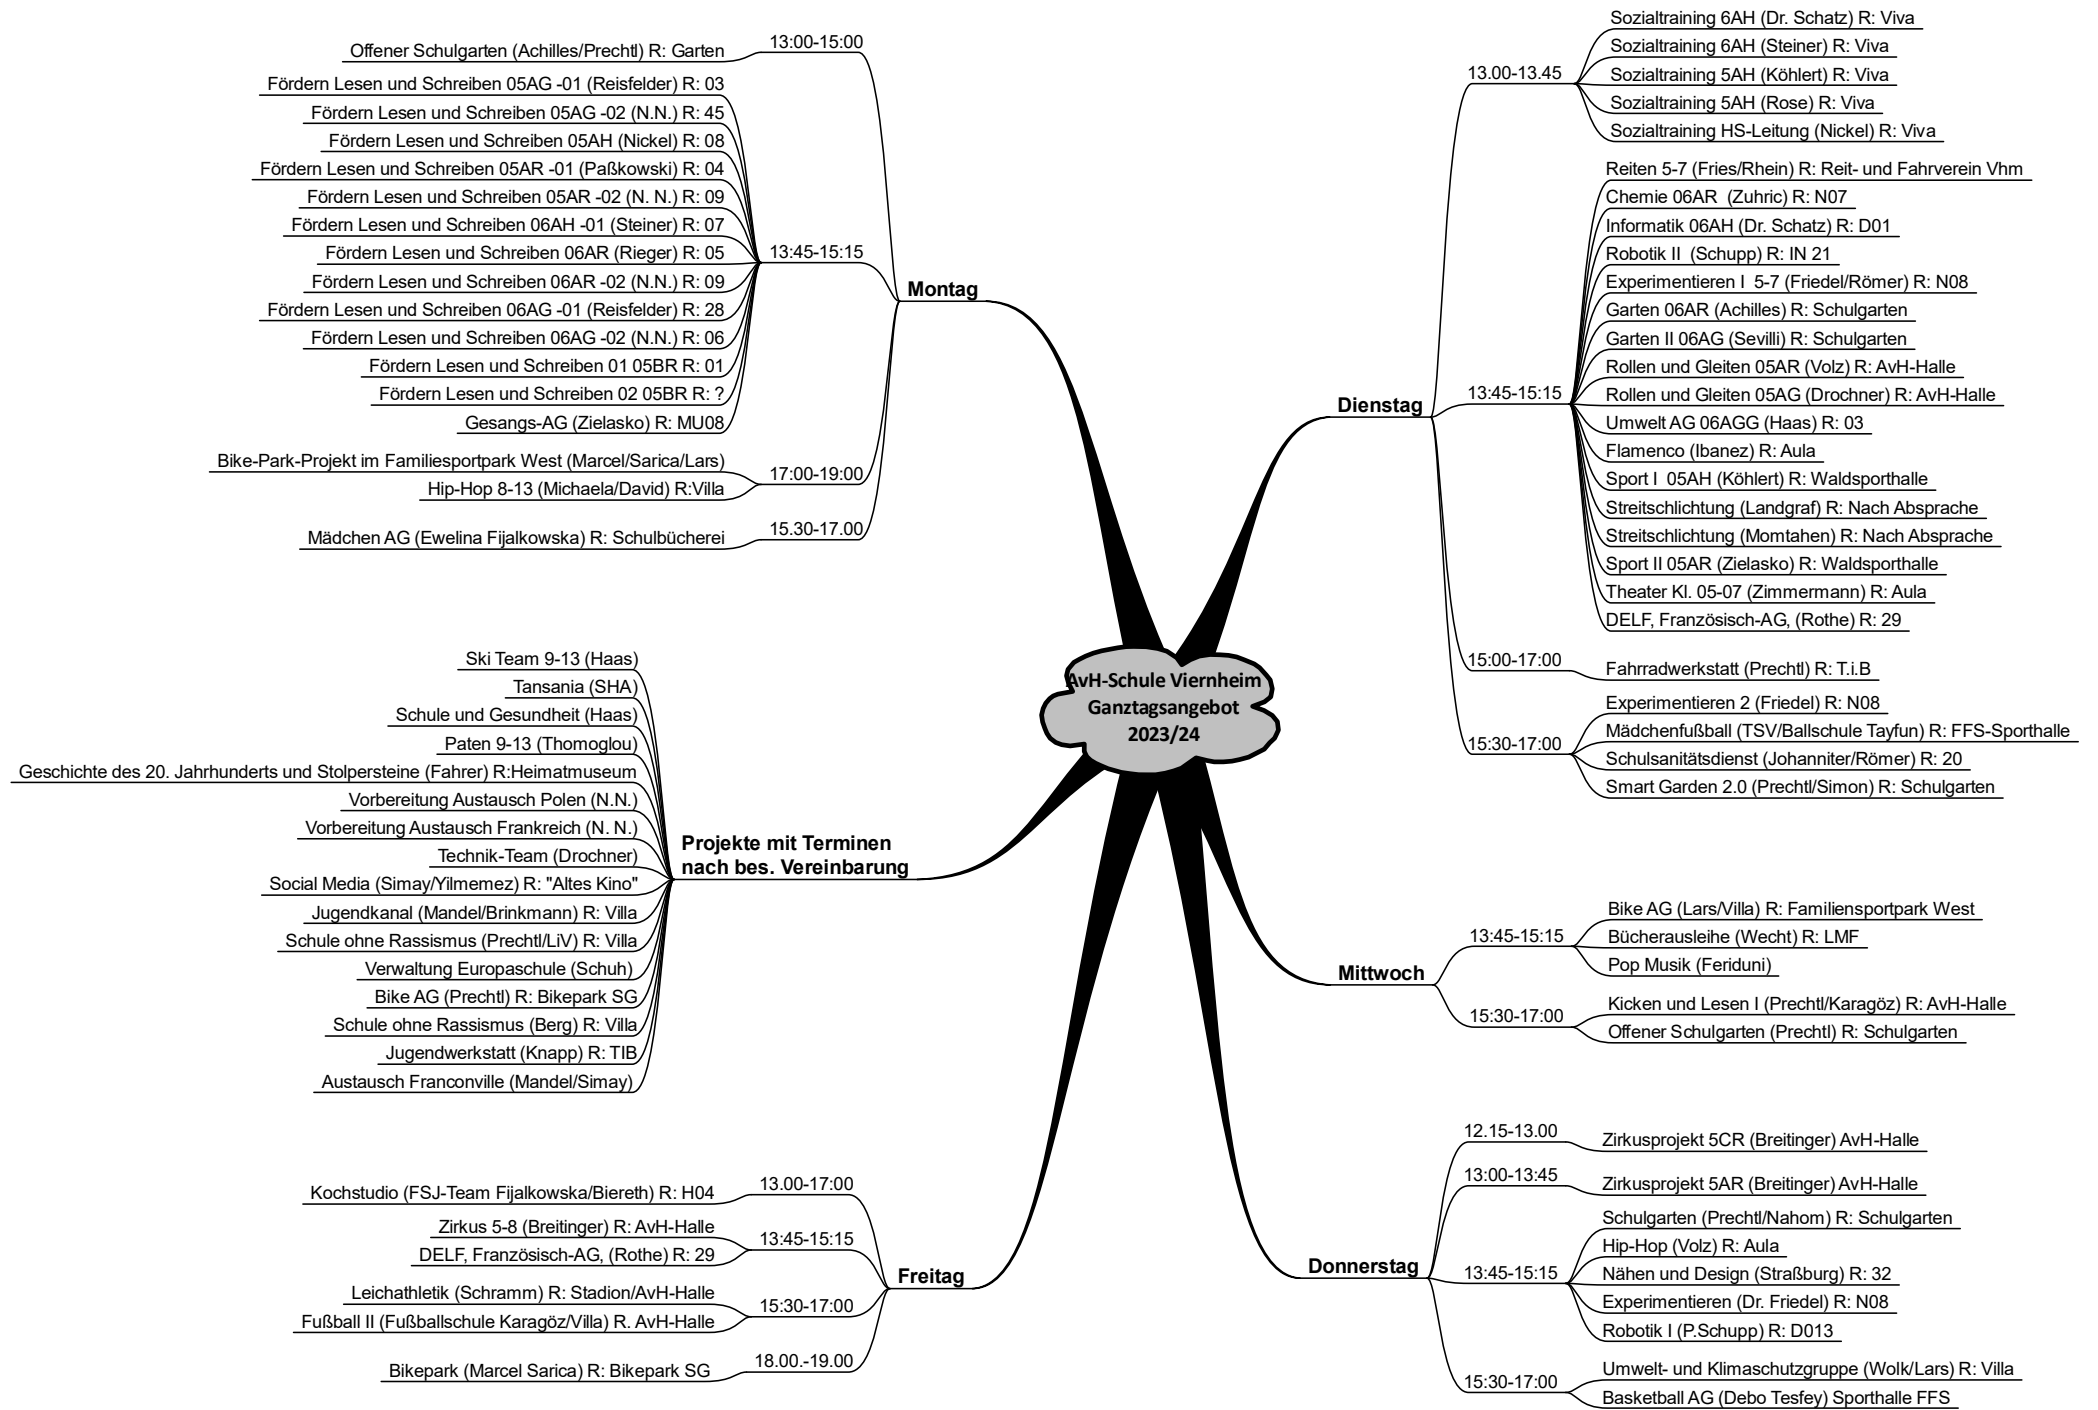 AvH-Schule Viernheim
Ganztagsangebot
2023/24
Montag
13:00-15:00
Offener Schulgarten (Achilles/Prechtl) R: Garten
13:45-15:15
Fördern Lesen und Schreiben 05AG -01 (Reisfelder) R: 03
Fördern Lesen und Schreiben 05AG -02 (N.N.) R: 45
Fördern Lesen und Schreiben 05AH (Nickel) R: 08
Fördern Lesen und Schreiben 05AR -01 (Paßkowski) R: 04
Fördern Lesen und Schreiben 05AR -02 (N. N.) R: 09
Fördern Lesen und Schreiben 06AH -01 (Steiner) R: 07
Fördern Lesen und Schreiben 06AR (Rieger) R: 05
Fördern Lesen und Schreiben 06AR -02 (N.N.) R: 09
Fördern Lesen und Schreiben 06AG -01 (Reisfelder) R: 28
Fördern Lesen und Schreiben 06AG -02 (N.N.) R: 06
Fördern Lesen und Schreiben 01 05BR R: 01
Fördern Lesen und Schreiben 02 05BR R: ?
Gesangs-AG (Zielasko) R: MU08
17:00-19:00
Bike-Park-Projekt im Familiesportpark West (Marcel/Sarica/Lars)
Hip-Hop 8-13 (Michaela/David) R:Villa
15.30-17.00
Mädchen AG (Ewelina Fijalkowska) R: Schulbücherei
Dienstag
13.00-13.45
Sozialtraining 6AH (Dr. Schatz) R: Viva
Sozialtraining 6AH (Steiner) R: Viva
Sozialtraining 5AH (Köhlert) R: Viva
Sozialtraining 5AH (Rose) R: Viva
Sozialtraining HS-Leitung (Nickel) R: Viva
13:45-15:15
Reiten 5-7 (Fries/Rhein) R: Reit- und Fahrverein Vhm
Chemie 06AR (Zuhric) R: N07
Informatik 06AH (Dr. Schatz) R: D01
Robotik II (Schupp) R: IN 21
Experimentieren I 5-7 (Friedel/Römer) R: N08
Garten 06AR (Achilles) R: Schulgarten
Garten II 06AG (Sevilli) R: Schulgarten
Rollen und Gleiten 05AR (Volz) R: AvH-Halle
Rollen und Gleiten 05AG (Drochner) R: AvH-Halle
Umwelt AG 06AGG (Haas) R: 03
Flamenco (Ibanez) R: Aula
Sport I 05AH (Köhlert) R: Waldsporthalle
Streitschlichtung (Landgraf) R: Nach Absprache
Streitschlichtung (Momtahen) R: Nach Absprache
Sport II 05AR (Zielasko) R: Waldsporthalle
Theater Kl. 05-07 (Zimmermann) R: Aula
DELF, Französisch-AG, (Rothe) R: 29
15:00-17:00
Fahrradwerkstatt (Prechtl) R: T.i.B
15:30-17:00
Experimentieren 2 (Friedel) R: N08
Mädchenfußball (TSV/Ballschule Tayfun) R: FFS-Sporthalle
Schulsanitätsdienst (Johanniter/Römer) R: 20
Smart Garden 2.0 (Prechtl/Simon) R: Schulgarten
Mittwoch
13:45-15:15
Bike AG (Lars/Villa) R: Familiensportpark West
Bücherausleihe (Wecht) R: LMF
Pop Musik (Feriduni)
15:30-17:00
Kicken und Lesen I (Prechtl/Karagöz) R: AvH-Halle
Offener Schulgarten (Prechtl) R: Schulgarten
Donnerstag
12.15-13.00
Zirkusprojekt 5CR (Breitinger) AvH-Halle
13:00-13:45
Zirkusprojekt 5AR (Breitinger) AvH-Halle
13:45-15:15
Schulgarten (Prechtl/Nahom) R: Schulgarten
Hip-Hop (Volz) R: Aula
Nähen und Design (Straßburg) R: 32
Experimentieren (Dr. Friedel) R: N08
Robotik I (P.Schupp) R: D013
15:30-17:00
Umwelt- und Klimaschutzgruppe (Wolk/Lars) R: Villa
Basketball AG (Debo Tesfey) Sporthalle FFS
Freitag
13.00-17:00
Kochstudio (FSJ-Team Fijalkowska/Biereth) R: H04
13:45-15:15
Zirkus 5-8 (Breitinger) R: AvH-Halle
DELF, Französisch-AG, (Rothe) R: 29
15:30-17:00
Leichathletik (Schramm) R: Stadion/AvH-Halle
Fußball II (Fußballschule Karagöz/Villa) R. AvH-Halle
18.00.-19.00
Bikepark (Marcel Sarica) R: Bikepark SG
Projekte mit Terminen
nach bes. Vereinbarung
Ski Team 9-13 (Haas)
Tansania (SHA)
Schule und Gesundheit (Haas)
Paten 9-13 (Thomoglou)
Geschichte des 20. Jahrhunderts und Stolpersteine (Fahrer) R:Heimatmuseum
Vorbereitung Austausch Polen (N.N.)
Vorbereitung Austausch Frankreich (N. N.)
Technik-Team (Drochner)
Social Media (Simay/Yilmemez) R: "Altes Kino"
Jugendkanal (Mandel/Brinkmann) R: Villa
Schule ohne Rassismus (Prechtl/LiV) R: Villa
Verwaltung Europaschule (Schuh)
Bike AG (Prechtl) R: Bikepark SG
Schule ohne Rassismus (Berg) R: Villa
Jugendwerkstatt (Knapp) R: TIB
Austausch Franconville (Mandel/Simay)